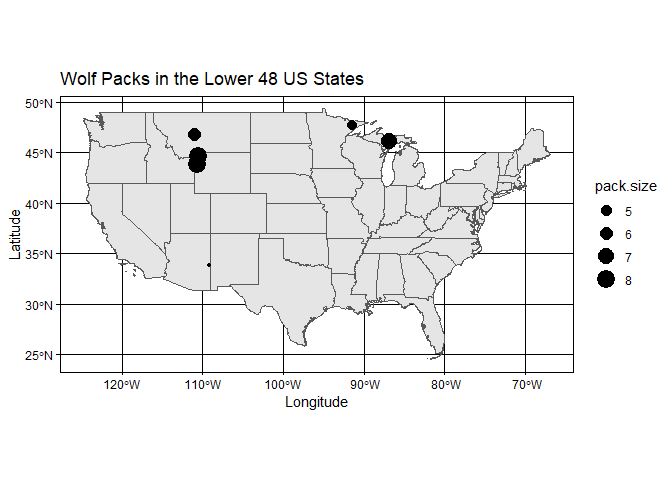 Wolf Packs in the Lower 48 US States
50°N
45°N
40°N
35°N
30°N
25°N
Latitude
120°W 110°W 100°W 90°W 80°W 70°W
Longitude
pack.size
5
6
7
8